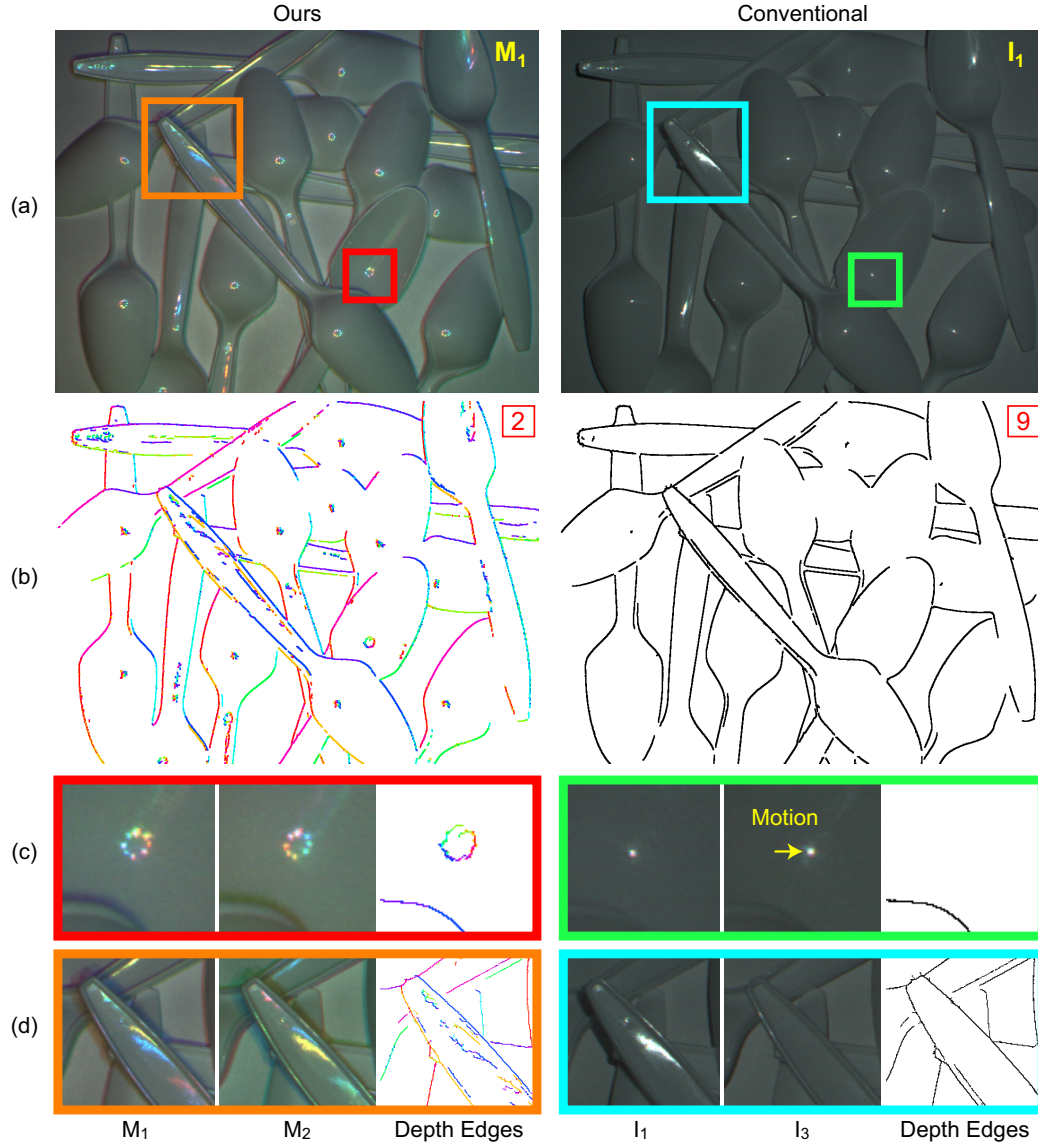 Ours Conventional
(a) M₁ I₁
(b) 2 9
(c) Motion
(d)
M₁ M₂ Depth Edges I₁ I₃ Depth Edges